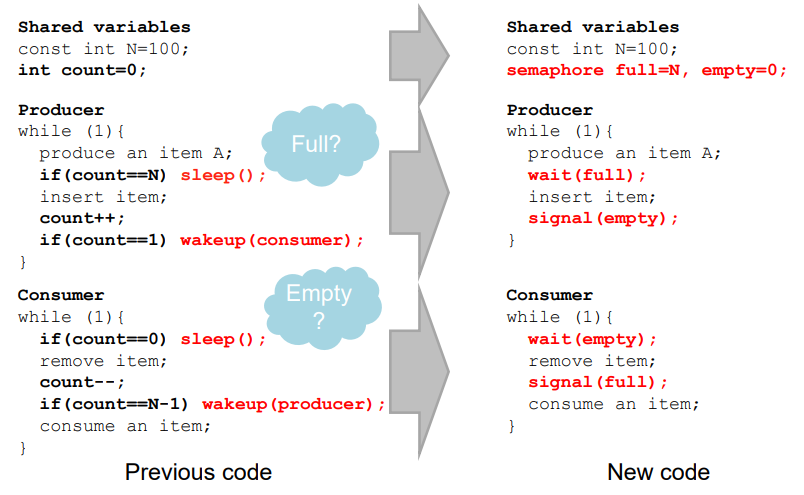 Shared variables
const int N=100;
int count=0;
Producer
while (1){
produce an item A;
if(count==N) sleep();
insert item;
count++;
if(count==1) wakeup(consumer);
}
Full?
Consumer
while (1){
if(count==0) sleep();
remove item;
count--;
if(count==N-1) wakeup(producer);
consume an item;
}
Empty
?
Previous code
Shared variables
const int N=100;
semaphore full=N, empty=0;
Producer
while (1){
produce an item A;
wait(full);
insert item;
signal(empty);
}
Consumer
while (1){
wait(empty);
remove item;
signal(full);
consume an item;
}
New code